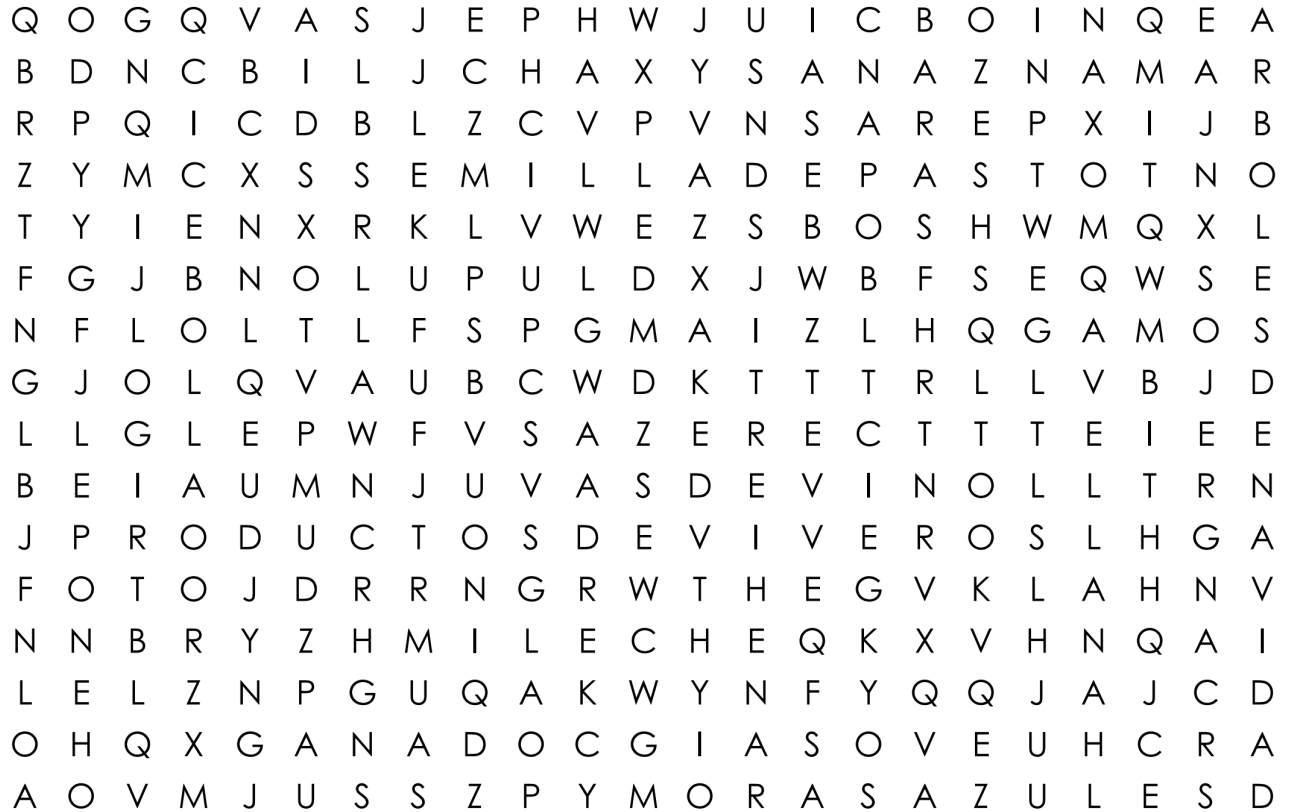 Q O G Q V A S J E P H W J U I C B O I N Q E A
B D N C B I L J C H A X Y S A N A Z N A M A R
R P Q I C D B L Z C V P V N S A R E P X I J B
Z Y M C X S S E M I L L A D E P A S T O T N O
T Y I E N X R K L V W E Z S B O S H W M Q X L
F G J B N O L U P U L D X J W B F S E Q W S E
N F L O L T L F S P G M A I Z L H Q G A M O S
G J O L Q V A U B C W D K T T T R L L V B J D
L L G L E P W F V S A Z E R E C T T T E I E E
B E I A U M N J U V A S D E V I N O L L T R N
J P R O D U C T O S D E V I V E R O S L H G A
F O T O J D R R N G R W T H E G V K L A H N V
N N B R Y Z H M I L E C H E Q K X V H N Q A I
L E L Z N P G U Q A K W Y N F Y Q Q J A J C D
O H Q X G A N A D O C G I A S O V E U H C R A
A O V M J U S S Z P Y M O R A S A Z U L E S D